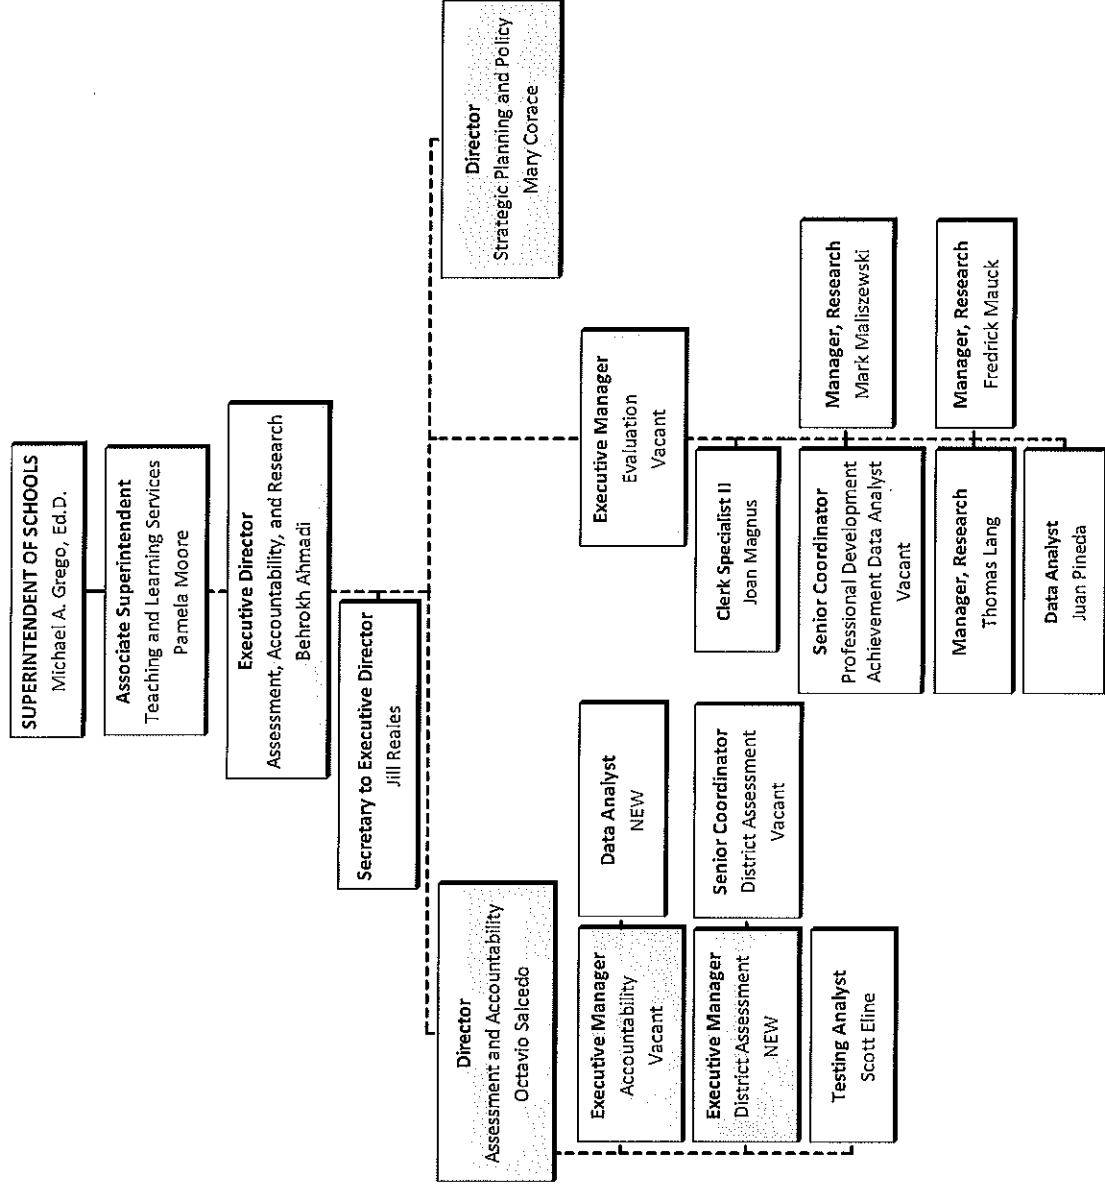 SUPERINTENDENT OF SCHOOLS
Michael A. Grego, Ed.D.
Associate Superintendent
Teaching and Learning Services
Pamela Moore
Executive Director
Assessment, Accountability, and Research
Behrokh Ahmadi
Secretary to Executive Director
Jill Reales
Director
Assessment and Accountability
Octavio Salcedo
Director
Strategic Planning and Policy
Mary Corace
Executive Manager
Accountability
Vacant
Data Analyst
NEW
Executive Manager
District Assessment
NEW
Senior Coordinator
District Assessment
Vacant
Testing Analyst
Scott Eline
Executive Manager
Evaluation
Vacant
Clerk Specialist II
Joan Magnus
Senior Coordinator
Professional Development
Achievement Data Analyst
Vacant
Manager, Research
Mark Maliszewski
Manager, Research
Thomas Lang
Manager, Research
Fredrick Mauck
Data Analyst
Juan Pineda